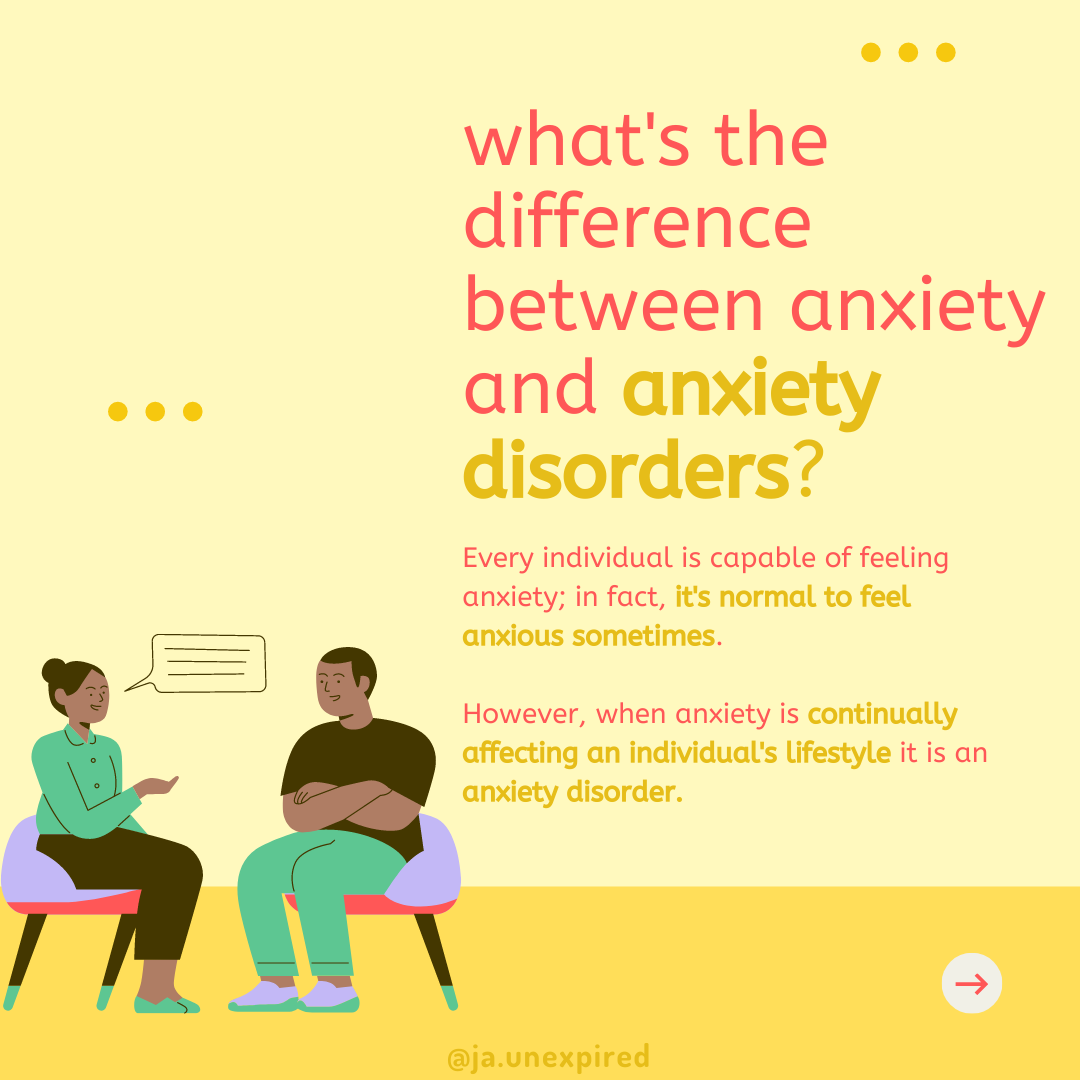 what's the
difference
between anxiety
and anxiety
disorders?
Every individual is capable of feeling
anxiety; in fact, it's normal to feel
anxious sometimes.
However, when anxiety is continually
affecting an individual's lifestyle it is an
anxiety disorder.
@ja.unexpired